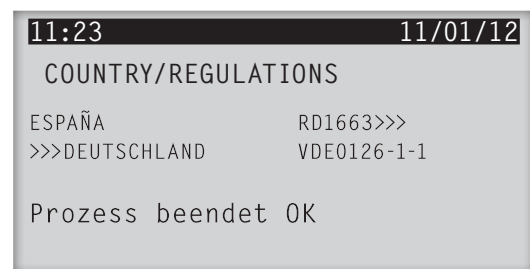 11:23 11/01/12
COUNTRY/REGULATIONS
ESPAÑA RD1663>>>
>>>DEUTSCHLAND VDE0126-1-1
Prozess beendet OK